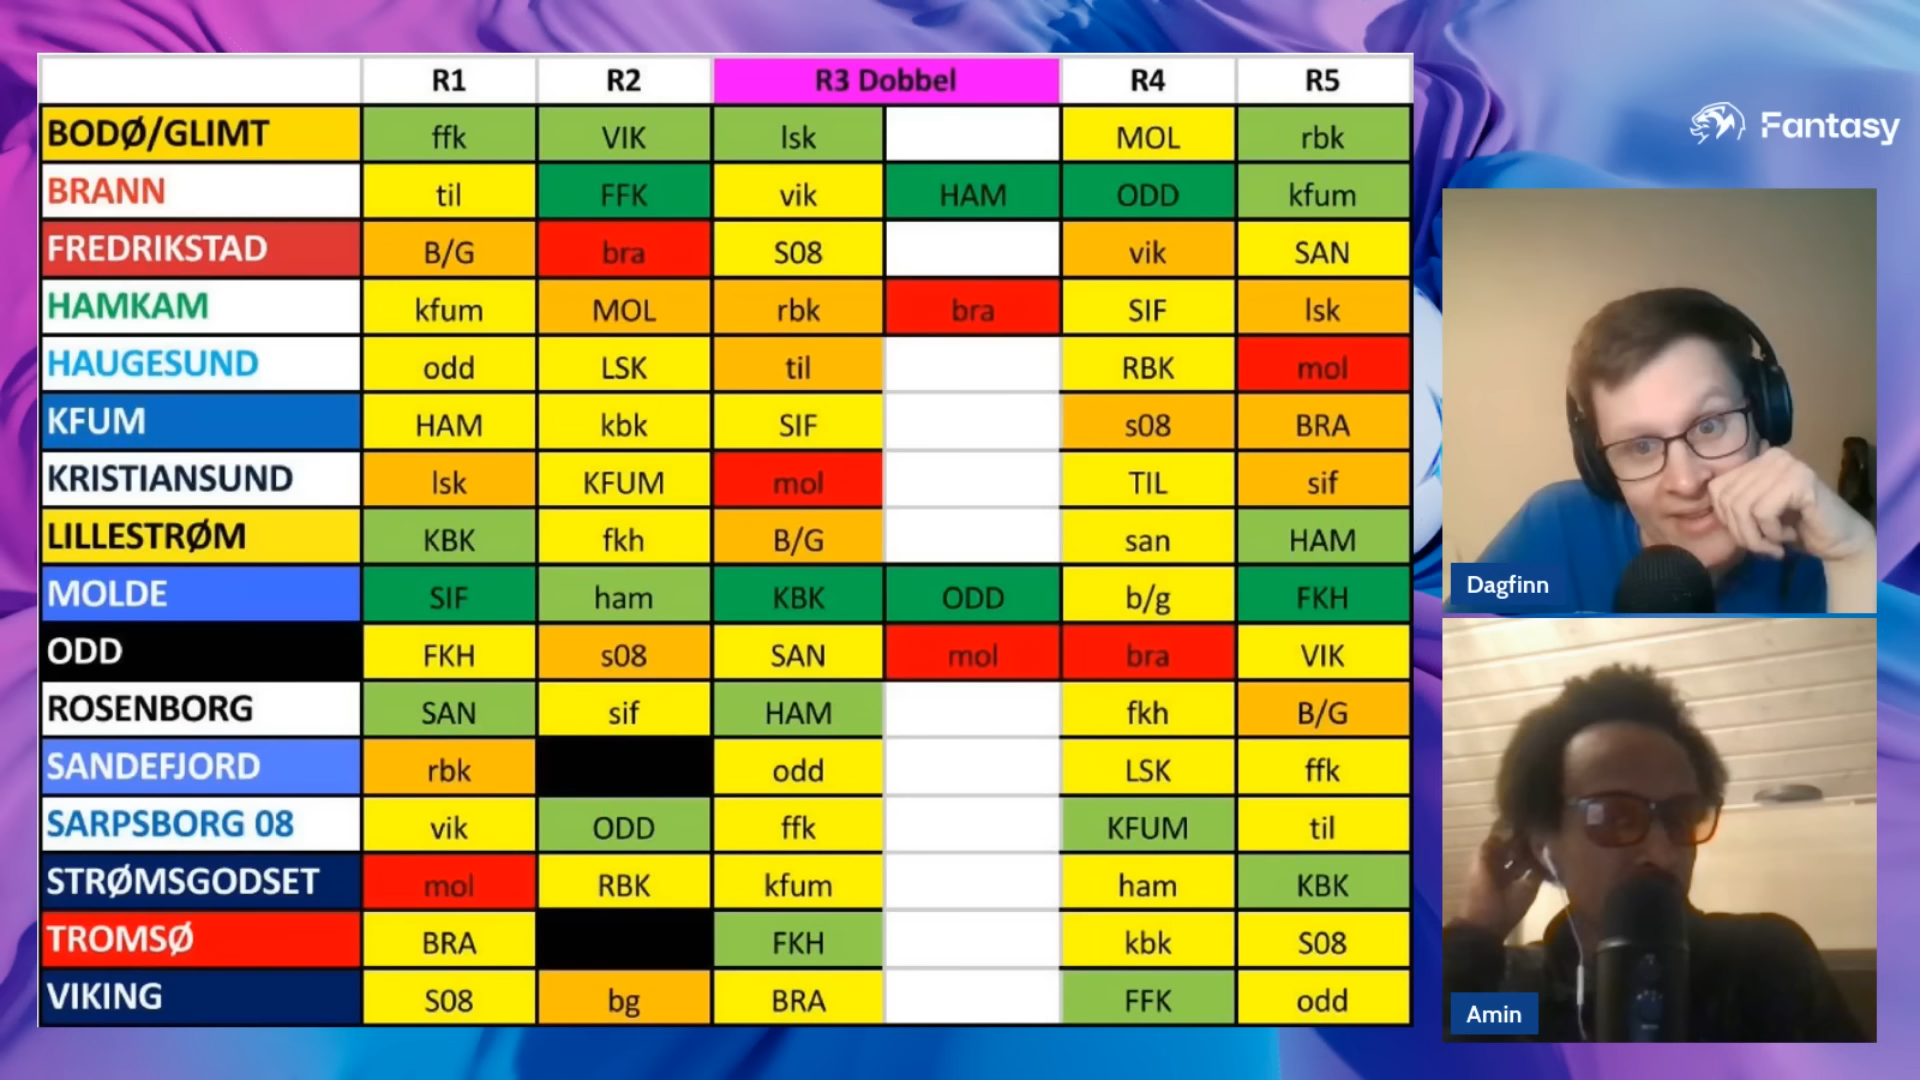 R1 R2 R3 Dobbel R4 R5
BODØ/GLIMT ffk VIK lsk MOL rbk
BRANN til FFK vik HAM ODD kfum
FREDRIKSTAD B/G bra S08 vik SAN
HAMKAM kfum MOL rbk bra SIF lsk
HAUGESUND odd LSK til RBK mol
KFUM HAM kbk SIF s08 BRA
KRISTIANSUND lsk KFUM mol TIL sif
LILLESTRØM KBK fkh B/G san HAM
MOLDE SIF ham KBK ODD b/g FKH
ODD FKH s08 SAN mol bra VIK
ROSENBORG SAN sif HAM fkh B/G
SANDEFJORD rbk odd LSK ffk
SARPSBORG 08 vik ODD ffk KFUM til
STRØMSGODSET mol RBK kfum ham KBK
TROMSØ BRA FKH kbk S08
VIKING S08 bg BRA FFK odd
Fantasy
Dagfinn
Amin